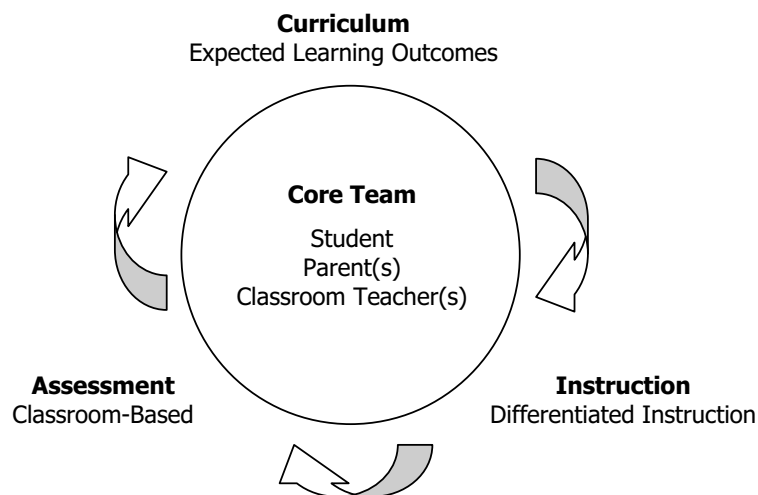 Curriculum
Expected Learning Outcomes
Core Team
Student
Parent(s)
Classroom Teacher(s)
Assessment
Classroom-Based
Instruction
Differentiated Instruction